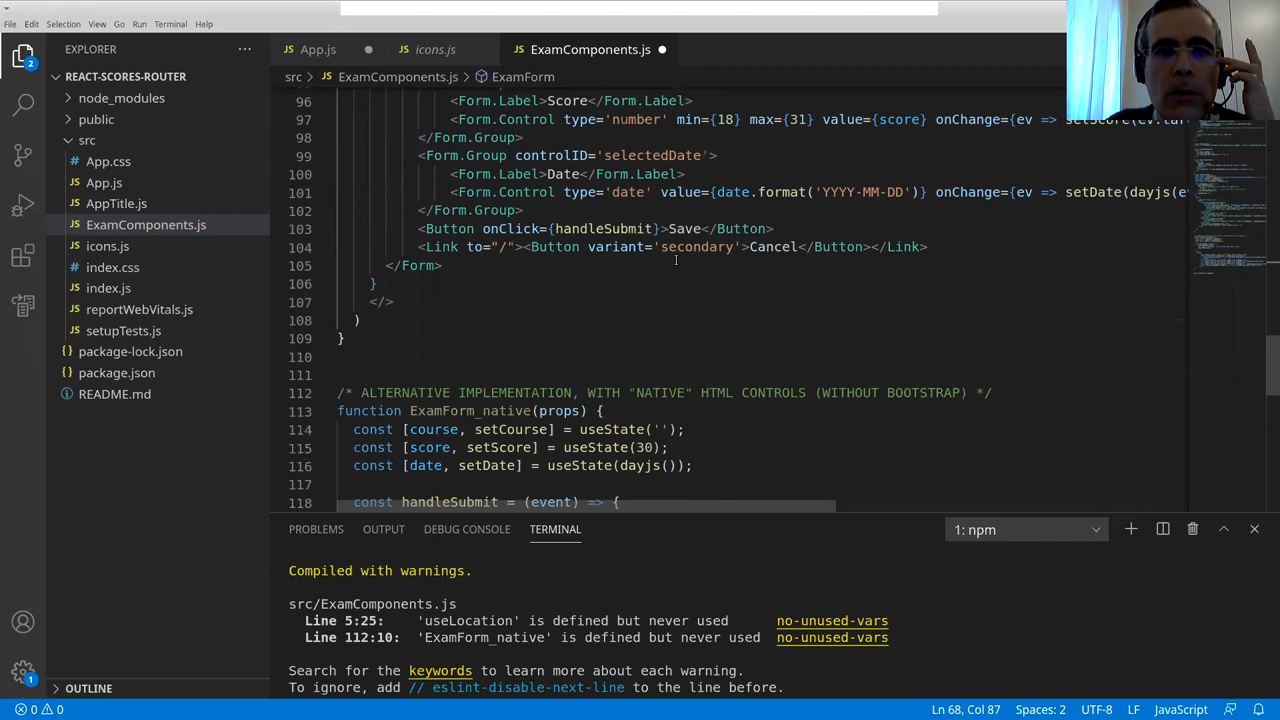 File Edit Selection View Go Run Terminal Help
EXPLORER
App.js
icons.js
ExamComponents.js
2
REACT-SCORES-ROUTER
src > ExamComponents.js > ExamForm
node_modules
public
src
App.css
App.js
AppTitle.js
ExamComponents.js
icons.js
index.css
index.js
reportWebVitals.js
setupTests.js
package-lock.json
package.json
README.md
96 <Form.Label>Score</Form.Label>
97 <Form.Control type='number' min={18} max={31} value={score} onChange={ev =>
98 </Form.Group>
99 <Form.Group controlID='selectedDate'>
100 <Form.Label>Date</Form.Label>
101 <Form.Control type='date' value={date.format('YYYY-MM-DD')} onChange={ev => setDate(dayjs(e
102 </Form.Group>
103 <Button onClick={handleSubmit}>Save</Button>
104 <Link to="/"><Button variant='secondary'>Cancel</Button></Link>
105 </Form>
106 }
107 </>
108 )
109 }
110
111
112 /* ALTERNATIVE IMPLEMENTATION, WITH "NATIVE" HTML CONTROLS (WITHOUT BOOTSTRAP) */
113 function ExamForm_native(props) {
114 const [course, setCourse] = useState('');
115 const [score, setScore] = useState(30);
116 const [date, setDate] = useState(dayjs());
117
118 const handleSubmit = (event) => {
PROBLEMS OUTPUT DEBUG CONSOLE TERMINAL
1: npm
Compiled with warnings.
src/ExamComponents.js
Line 5:25: 'useLocation' is defined but never used no-unused-vars
Line 112:10: 'ExamForm_native' is defined but never used no-unused-vars
Search for the keywords to learn more about each warning.
To ignore, add // eslint-disable-next-line to the line before.
OUTLINE
1
0 0
Ln 68, Col 87 Spaces: 2 UTF-8 LF JavaScript